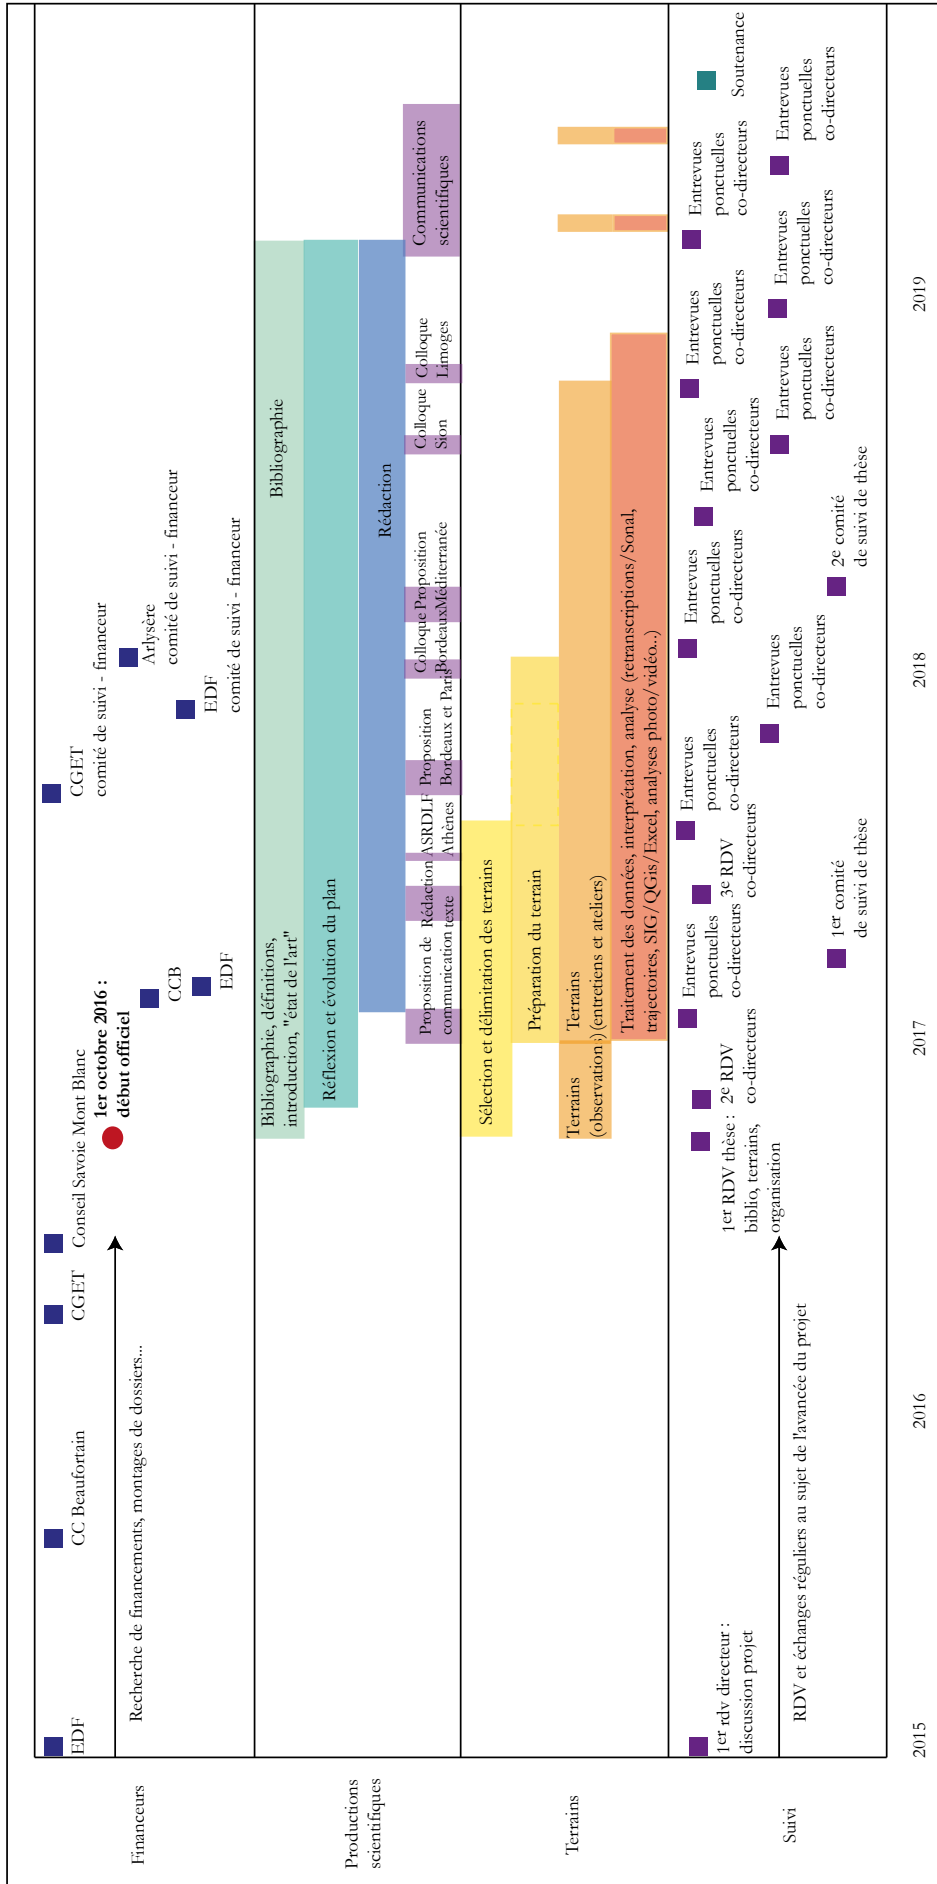 Financeurs
EDF
CC Beaufortain
CGET
Conseil Savoie Mont Blanc
Recherche de financements, montages de dossiers...
1er octobre 2016 :
début officiel
CCB
EDF
CGET
comité de suivi - financeur
Arlysère
comité de suivi - financeur
EDF
comité de suivi - financeur
Productions
scientifiques
Bibliographie, définitions,
introduction, "état de l'art"
Bibliographie
Réflexion et évolution du plan
Rédaction
Proposition de
communication
Rédaction
texte
ASRDLF
Athènes
Proposition
Bordeaux et Paris
Colloque
Bordeaux
Proposition
Méditerranée
Colloque
Sion
Colloque
Limoges
Communications
scientifiques
Terrains
Sélection et délimitation des terrains
Préparation du terrain
Terrains
(observations)
Terrains
(entretiens et ateliers)
Traitement des données, interprétation, analyse (retranscriptions/Sonal,
trajectoires, SIG/QGis/Excel, analyses photo/vidéo..)
Suivi
1er rdv directeur :
discussion projet
RDV et échanges réguliers au sujet de l'avancée du projet
1er RDV thèse :
biblio, terrains,
organisation
2e RDV
co-directeurs
Entrevues
ponctuelles
co-directeurs
1er comité
de suivi de thèse
3e RDV
co-directeurs
Entrevues
ponctuelles
co-directeurs
Entrevues
ponctuelles
co-directeurs
Entrevues
ponctuelles
co-directeurs
2e comité
de suivi de thèse
Entrevues
ponctuelles
co-directeurs
Entrevues
ponctuelles
co-directeurs
Entrevues
ponctuelles
co-directeurs
Entrevues
ponctuelles
co-directeurs
Entrevues
ponctuelles
co-directeurs
Entrevues
ponctuelles
co-directeurs
Soutenance
2015
2016
2017
2018
2019